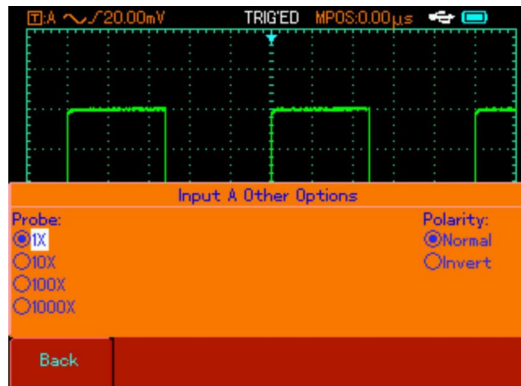 T:A 20.00mV TRIG'ED MPOS:0.00µs
Input A Other Options
Probe:
1X
10X
100X
1000X
Polarity:
Normal
Invert
Back